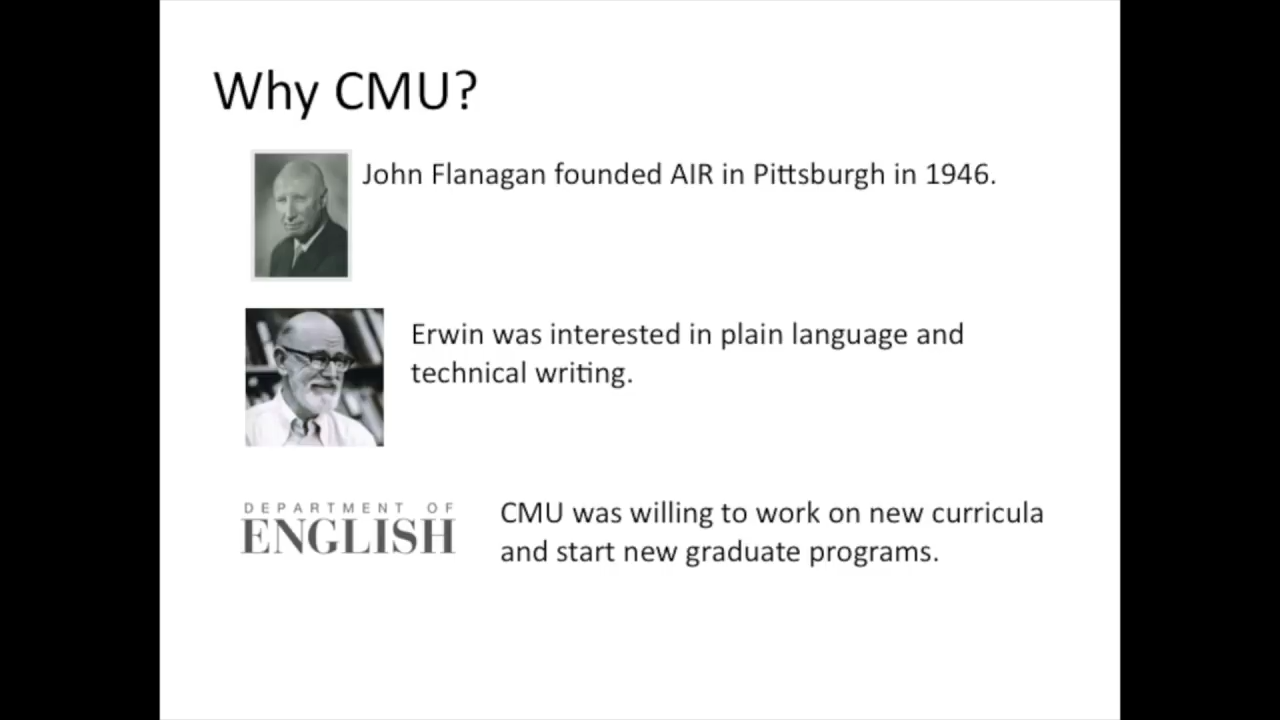 Why CMU?
John Flanagan founded AIR in Pittsburgh in 1946.
Erwin was interested in plain language and
technical writing.
DEPARTMENT OF
ENGLISH
CMU was willing to work on new curricula
and start new graduate programs.